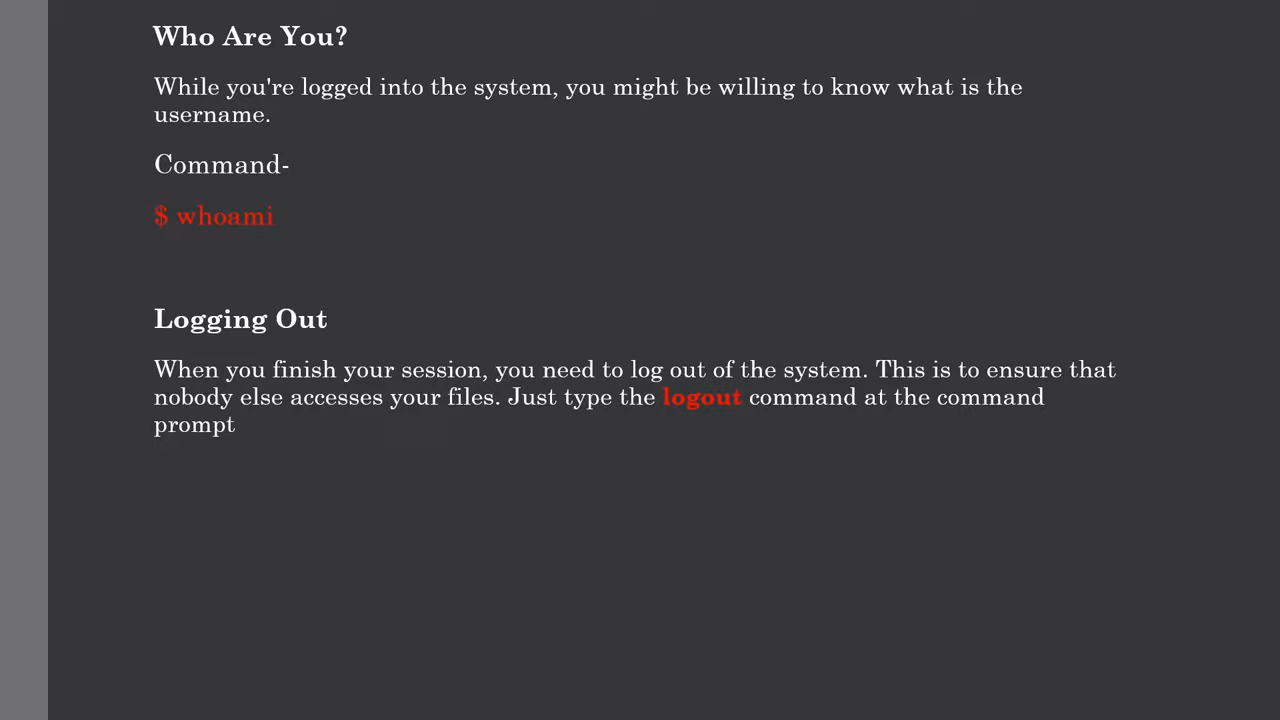 Who Are You?
While you're logged into the system, you might be willing to know what is the
username.
Command-
$ whoami
Logging Out
When you finish your session, you need to log out of the system. This is to ensure that
nobody else accesses your files. Just type the logout command at the command
prompt